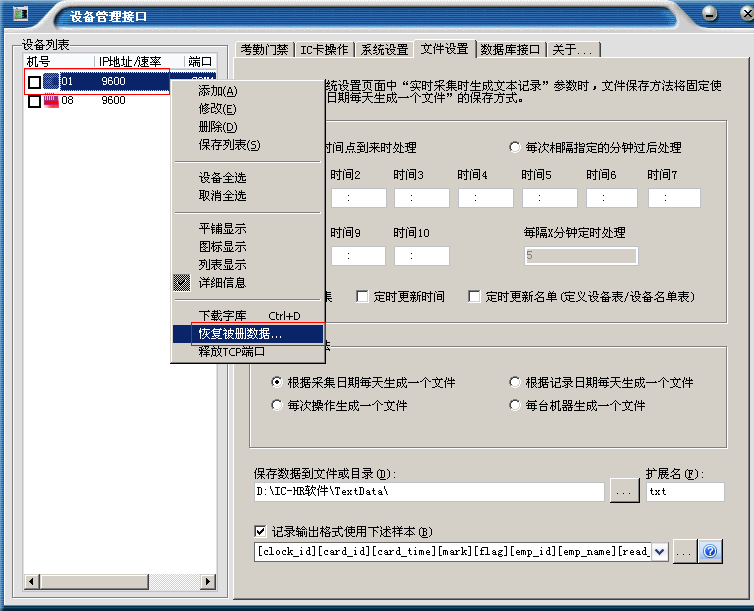 设备管理接口
设备列表
机号 IP地址/速率 端口
01 9600
08 9600
添加(A)
修改(E)
删除(D)
保存列表(S)
设备全选
取消全选
平铺显示
图标显示
列表显示
详细信息
下载字库 Ctrl+D
恢复被删数据...
释放TCP端口
考勤门禁 IC卡操作 系统设置 文件设置 数据库接口 关于...
统设置页面中“实时采集时生成文本记录”参数时，文件保存方法将固定使
日期每天生成一个文件”的保存方式。
时间点到来时处理 每次相隔指定的分钟过后处理
时间2 时间3 时间4 时间5 时间6 时间7
: : : : : :
时间9 时间10 每隔X分钟定时处理
: : 5
集 定时更新时间 定时更新名单(定义设备表/设备名单表)
法
根据采集日期每天生成一个文件 根据记录日期每天生成一个文件
每次操作生成一个文件 每台机器生成一个文件
保存数据到文件或目录(D): 扩展名(F):
D:\IC-HR软件\TextData\ ... txt
记录输出格式使用下述样本(B)
[clock_id][card_id][card_time][mark][flag][emp_id][emp_name][read_ ...